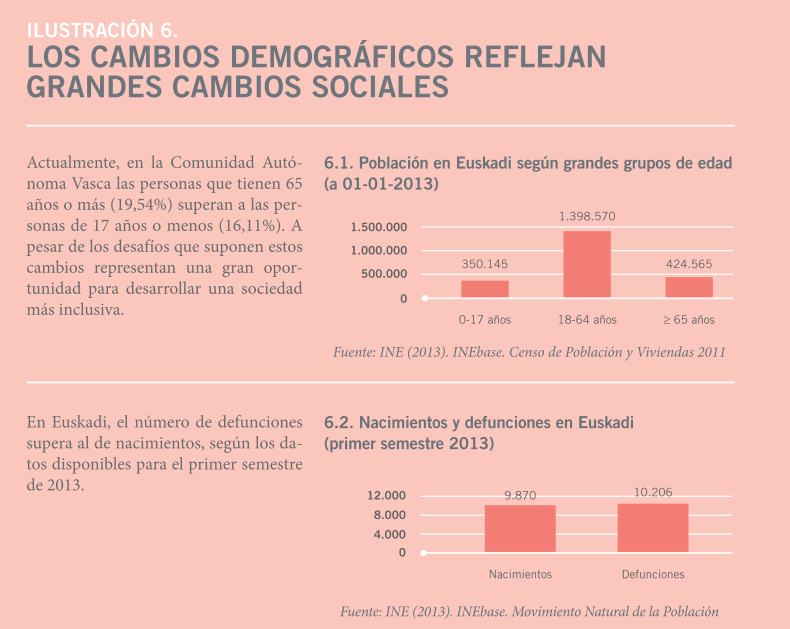 ILUSTRACIÓN 6.
LOS CAMBIOS DEMOGRÁFICOS REFLEJAN
GRANDES CAMBIOS SOCIALES
Actualmente, en la Comunidad Autó-
noma Vasca las personas que tienen 65
años o más (19,54%) superan a las per-
sonas de 17 años o menos (16,11%). A
pesar de los desafíos que suponen estos
cambios representan una gran opor-
tunidad para desarrollar una sociedad
más inclusiva.
6.1. Población en Euskadi según grandes grupos de edad
(a 01-01-2013)
1.398.570
1.500.000
1.000.000
350.145
424.565
500.000
0
0-17 años
18-64 años
≥ 65 años
Fuente: INE (2013). INEbase. Censo de Población y Viviendas 2011
En Euskadi, el número de defunciones
supera al de nacimientos, según los da-
tos disponibles para el primer semestre
de 2013.
6.2. Nacimientos y defunciones en Euskadi
(primer semestre 2013)
12.000
9.870
10.206
8.000
4.000
0
Nacimientos
Defunciones
Fuente: INE (2013). INEbase. Movimiento Natural de la Población